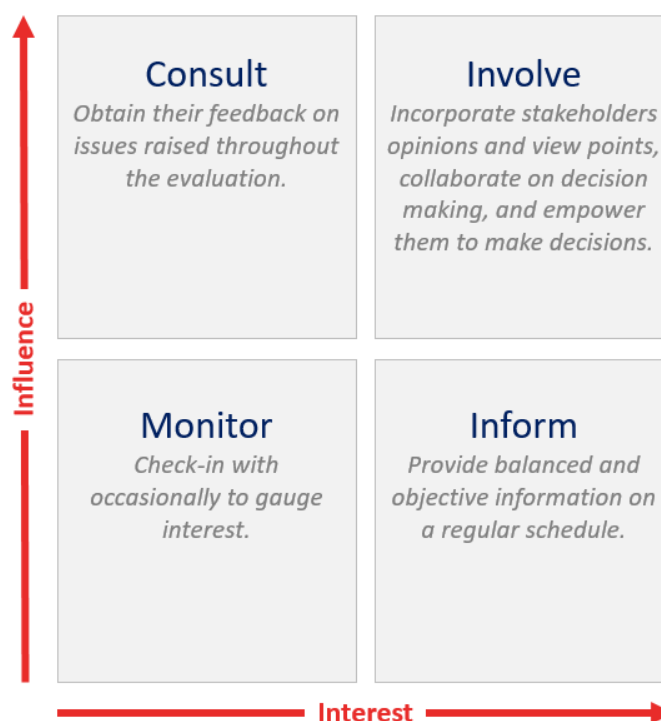 Consult
Obtain their feedback on
issues raised throughout
the evaluation.
Involve
Incorporate stakeholders
opinions and view points,
collaborate on decision
making, and empower
them to make decisions.
Influence
Monitor
Check-in with
occasionally to gauge
interest.
Inform
Provide balanced and
objective information on
a regular schedule.
Interest